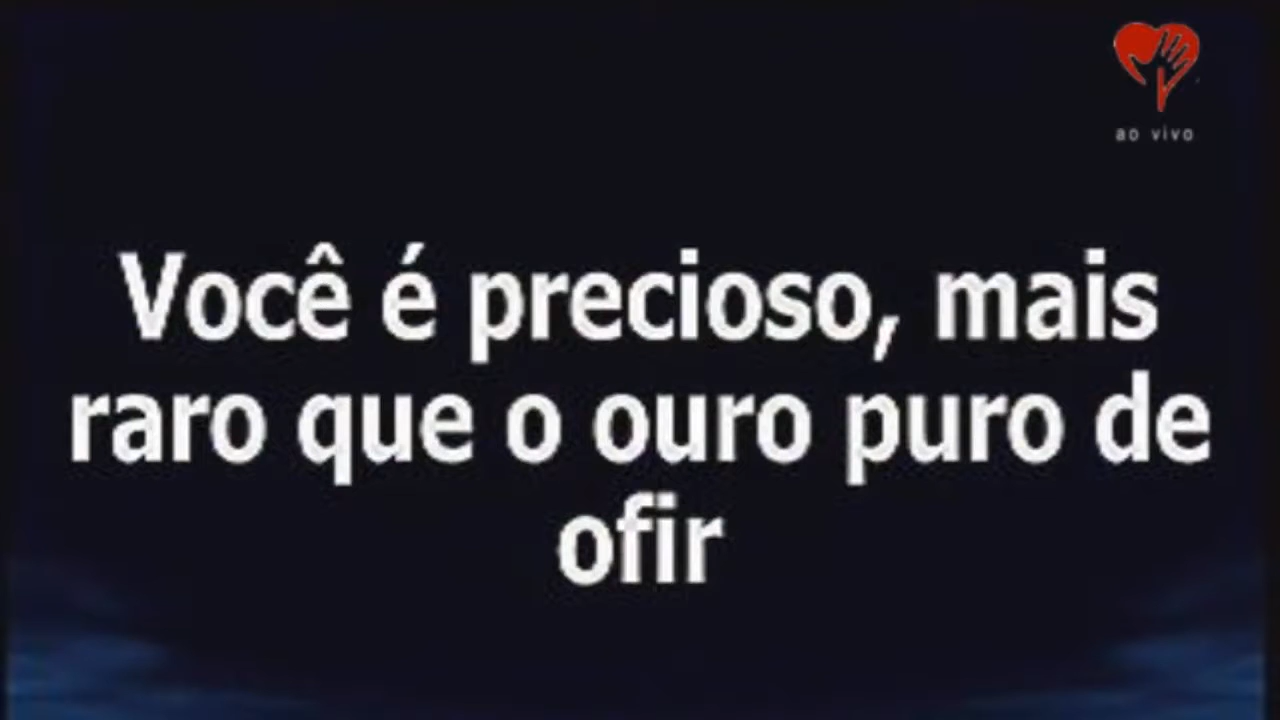 ao vivo
Você é precioso, mais
raro que o ouro puro de
ofir